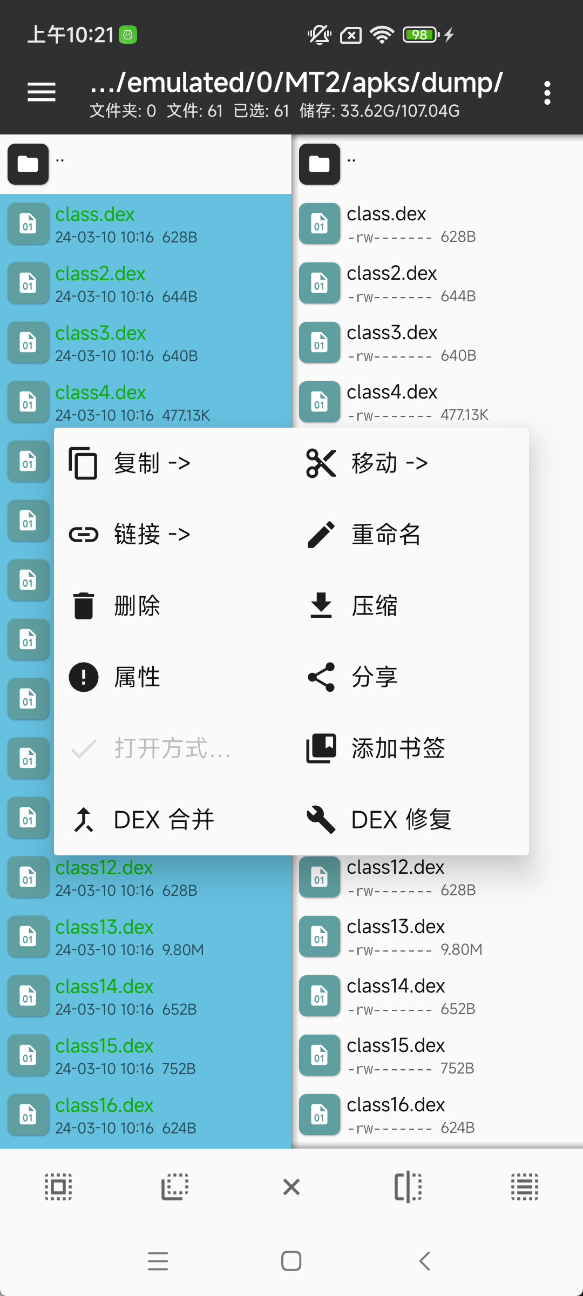 上午10:21
98
.../emulated/0/MT2/apks/dump/
文件夹: 0 文件: 61 已选: 61 储存: 33.62G/107.04G
..
..
class.dex
24-03-10 10:16 628B
class.dex
-rw------- 628B
class2.dex
24-03-10 10:16 644B
class2.dex
-rw------- 644B
class3.dex
24-03-10 10:16 640B
class3.dex
-rw------- 640B
class4.dex
24-03-10 10:16 477.13K
class4.dex
-rw------- 477.13K
复制 ->
移动 ->
链接 ->
重命名
删除
压缩
属性
分享
打开方式...
添加书签
DEX 合并
DEX 修复
class12.dex
24-03-10 10:16 628B
class12.dex
-rw------- 628B
class13.dex
24-03-10 10:16 9.80M
class13.dex
-rw------- 9.80M
class14.dex
24-03-10 10:16 652B
class14.dex
-rw------- 652B
class15.dex
24-03-10 10:16 752B
class15.dex
-rw------- 752B
class16.dex
24-03-10 10:16 624B
class16.dex
-rw------- 624B